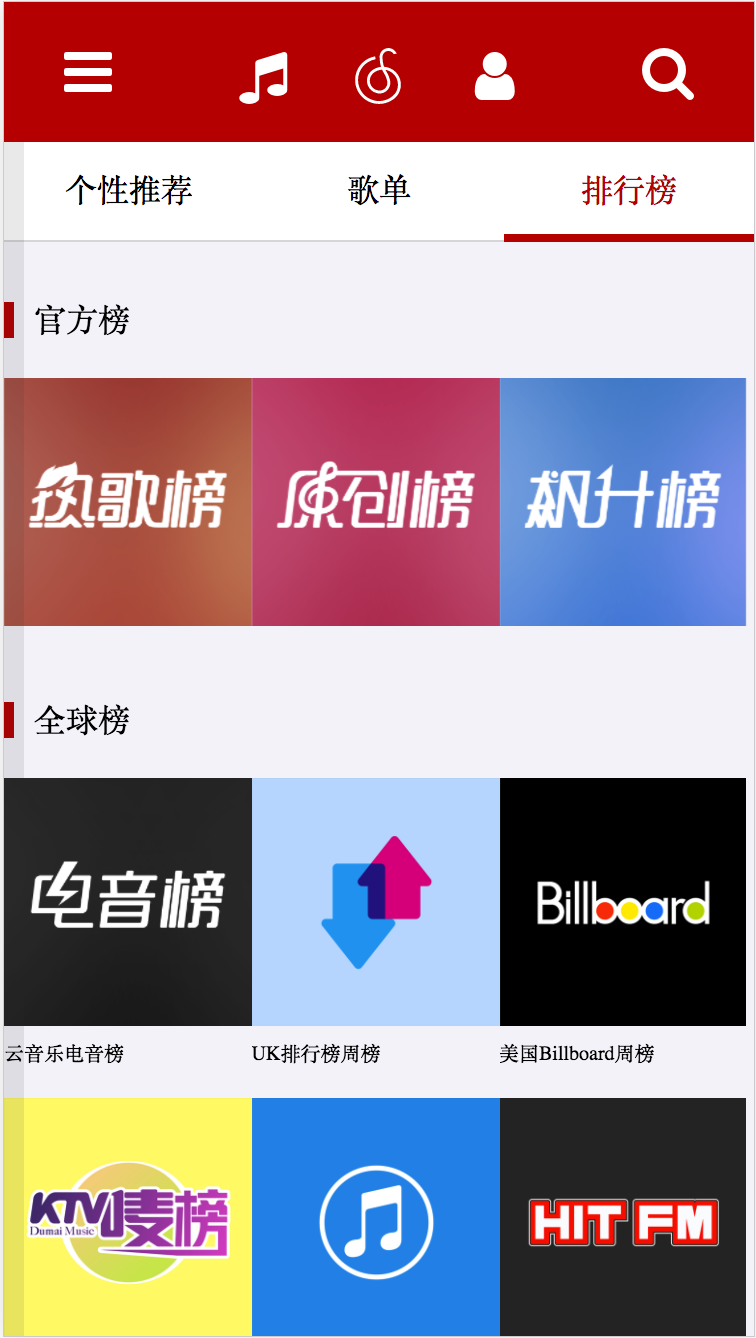 个性推荐 歌单 排行榜
官方榜
热歌榜 原创榜 飙升榜
全球榜
电音榜 Billboard
云音乐电音榜 UK排行榜周榜 美国Billboard周榜
KTV唛榜 HIT FM
Dumai Music